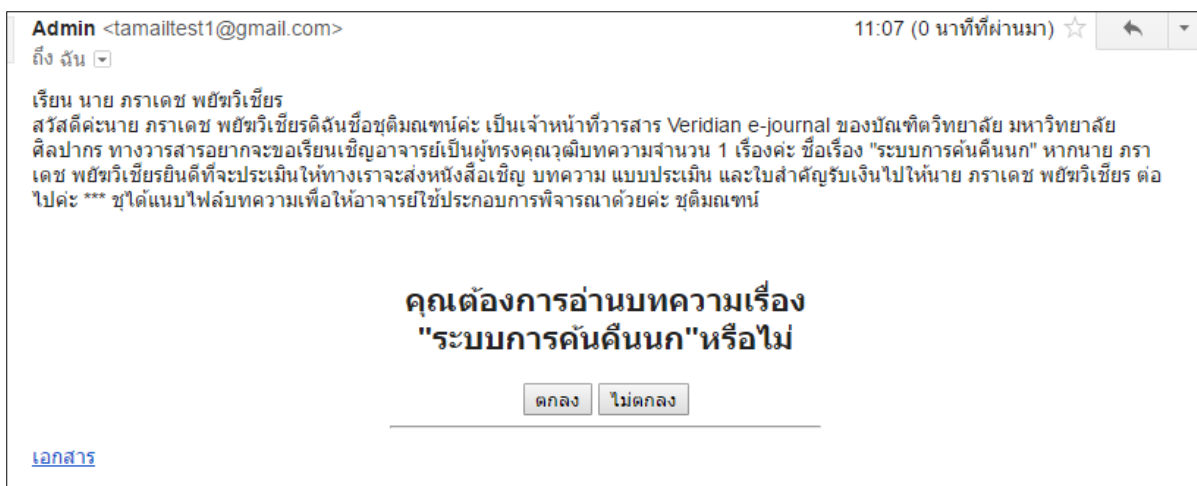 Admin <tamailtest1@gmail.com> 11:07 (0 นาทีที่ผ่านมา)
ถึง ฉัน
เรียน นาย ภราเดช พยัฆวิเชียร
สวัสดีค่ะนาย ภราเดช พยัฆวิเชียรดิฉันชื่อชุติมณฑน์ค่ะ เป็นเจ้าหน้าที่วารสาร Veridian e-journal ของบัณฑิตวิทยาลัย มหาวิทยาลัย
ศิลปากร ทางวารสารอยากจะขอเรียนเชิญอาจารย์เป็นผู้ทรงคุณวุฒิบทความจำนวน 1 เรื่องค่ะ ชื่อเรื่อง "ระบบการค้นคืนนก" หากนาย ภรา
เดช พยัฆวิเชียรยินดีที่จะประเมินให้ทางเราจะส่งหนังสือเชิญ บทความ แบบประเมิน และใบสำคัญรับเงินไปให้นาย ภราเดช พยัฆวิเชียร ต่อ
ไปค่ะ *** ชุได้แนบไฟล์บทความเพื่อให้อาจารย์ใช้ประกอบการพิจารณาด้วยค่ะ ชุติมณฑน์
คุณต้องการอ่านบทความเรื่อง
"ระบบการค้นคืนนก"หรือไม่
ตกลง ไม่ตกลง
เอกสาร